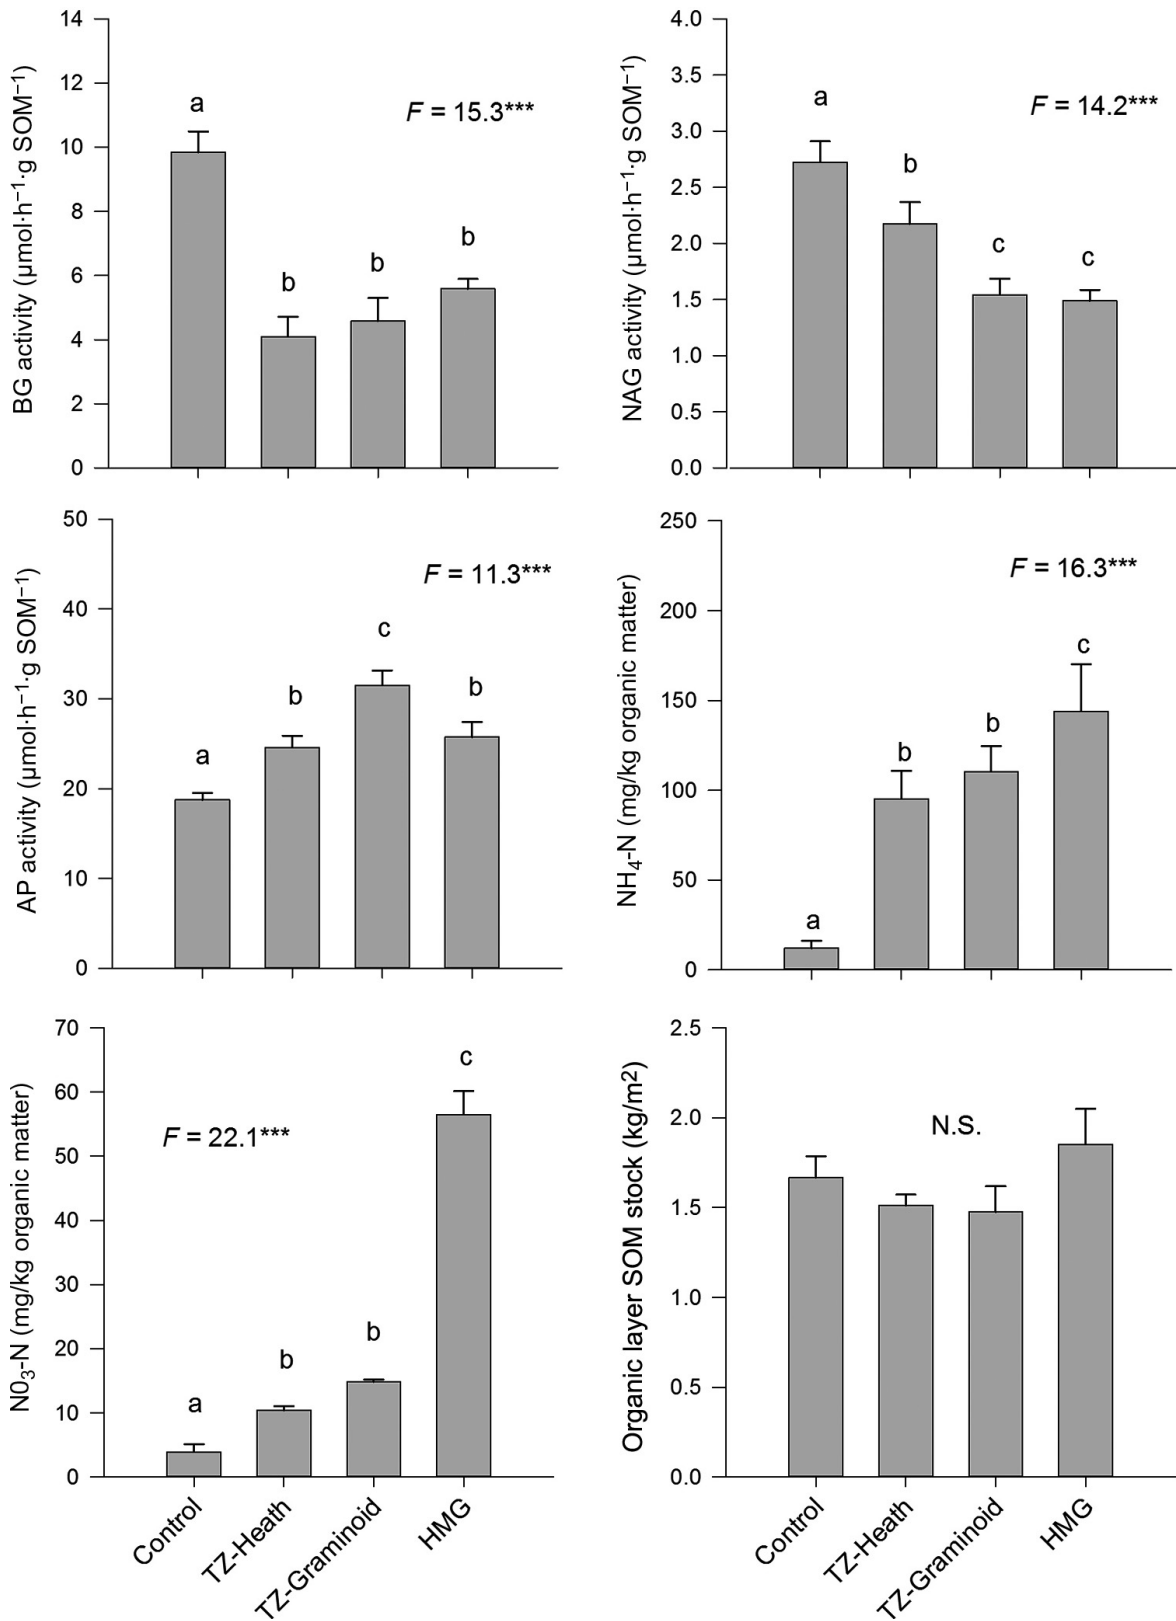 BG activity (µmol·h⁻¹·g SOM⁻¹)
14
12
10
8
6
4
2
0
a
b
b
b
F = 15.3***
NAG activity (µmol·h⁻¹·g SOM⁻¹)
4.0
3.5
3.0
2.5
2.0
1.5
1.0
0.5
0.0
a
b
c
c
F = 14.2***
AP activity (µmol·h⁻¹·g SOM⁻¹)
50
40
30
20
10
0
a
b
c
b
F = 11.3***
NH₄-N (mg/kg organic matter)
250
200
150
100
50
0
a
b
b
c
F = 16.3***
N0₃-N (mg/kg organic matter)
70
60
50
40
30
20
10
0
a
b
b
c
F = 22.1***
Control
TZ-Heath
TZ-Graminoid
HMG
Organic layer SOM stock (kg/m²)
2.5
2.0
1.5
1.0
0.5
0.0
N.S.
Control
TZ-Heath
TZ-Graminoid
HMG